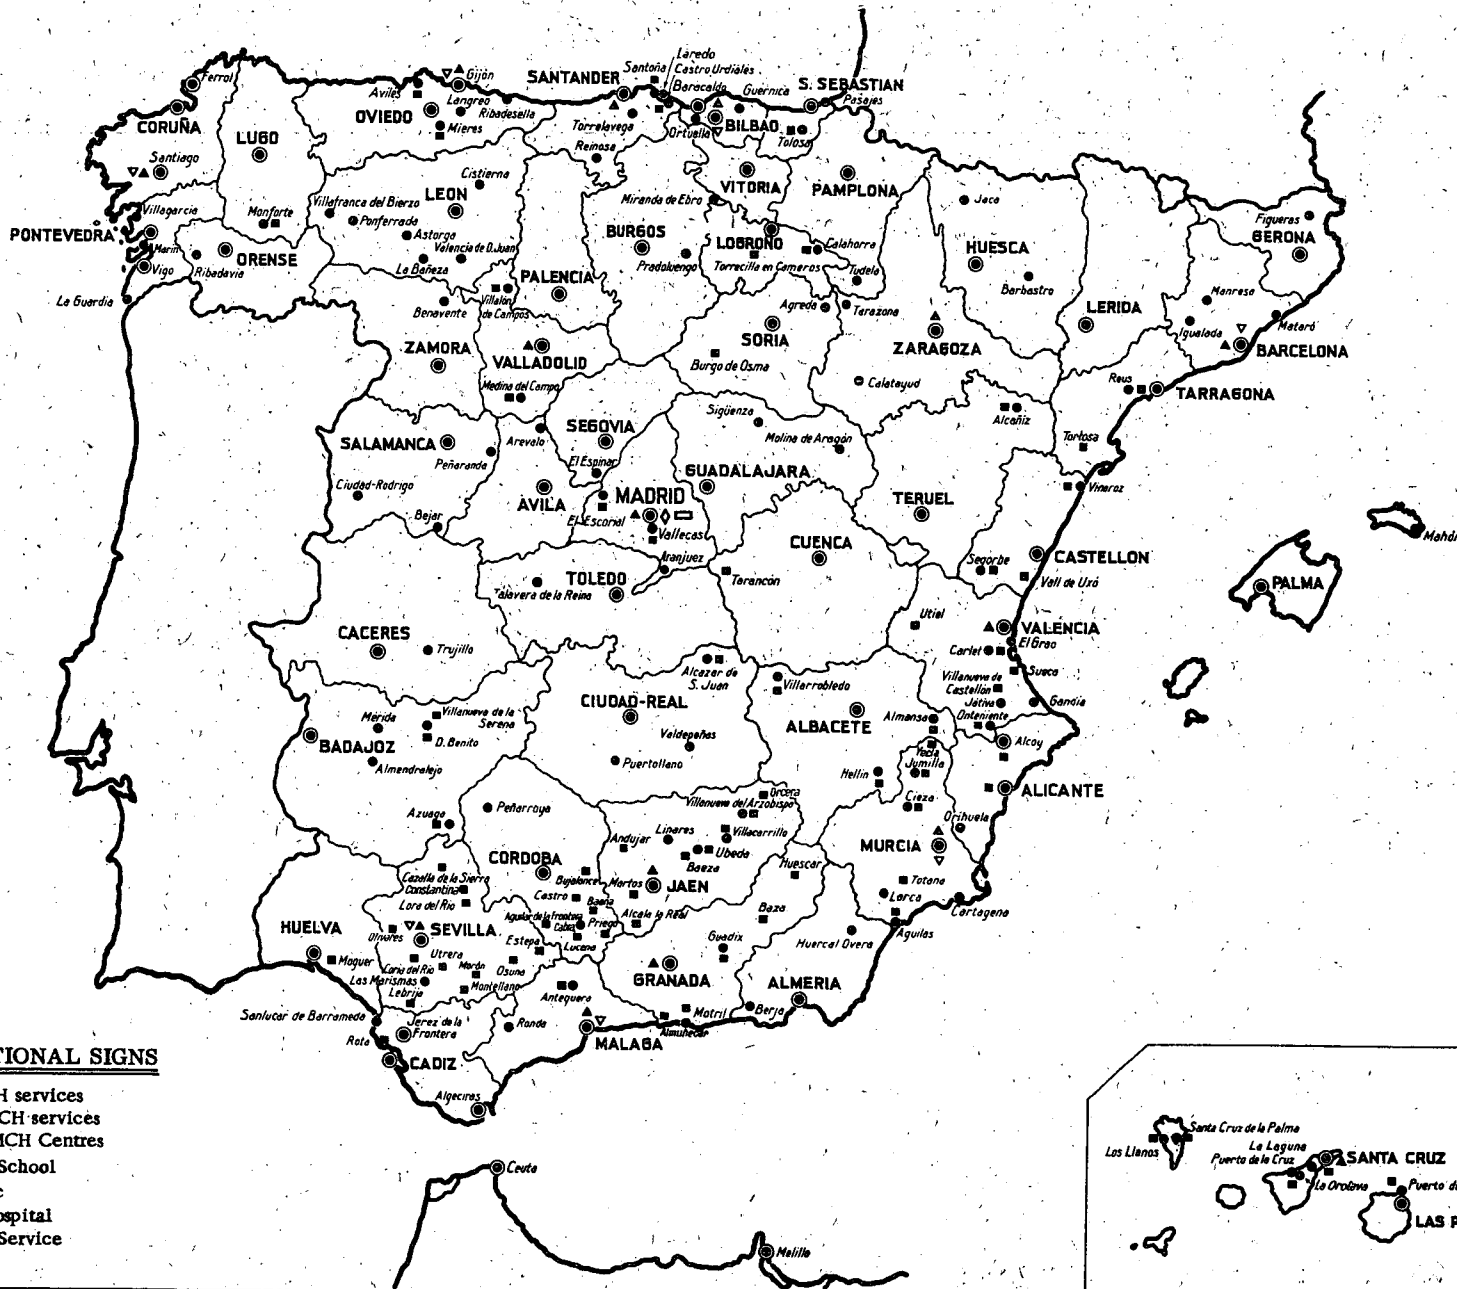 Laredo
Santoña
Castro Urdiales
Ferrol
Gijón
SANTANDER
Baracaldo
Guernica
S. SEBASTIAN
Pasajes
Aviles
Langreo
Ribadesella
CORUÑA
OVIEDO
Mieres
Torrelavega
Ortuella
BILBAO
Tolosa
LUGO
Santiago
Reinosa
Cistierna
VITORIA
PAMPLONA
Villagarcia
Monforte
Villafranca del Bierzo
LEON
Miranda de Ebro
Jaca
Figueras
PONTEVEDRA
Ponferrada
Astorga
BURGOS
LOGROÑO
Calahorra
HUESCA
GERONA
Marin
Vigo
Ribadavia
ORENSE
La Bañeza
Valencia de D. Juan
PALENCIA
Pradoluengo
Torrecilla en Cameros
Tudela
Barbastro
Manresa
La Guardia
Benavente
Villalón
de Campos
Agreda
Tarazona
LERIDA
Igualada
Mataró
ZAMORA
VALLADOLID
SORIA
ZARAGOZA
BARCELONA
Burgo de Osma
Medina del Campo
Calatayud
Reus
TARRAGONA
SALAMANCA
Arevalo
SEGOVIA
Sigüenza
Molina de Aragón
Alcañiz
Tortosa
Peñaranda
El Espinar
GUADALAJARA
Ciudad-Rodrigo
AVILA
MADRID
TERUEL
Vinaroz
Bejar
El Escorial
Vallecas
CUENCA
Mahón
Aranjuez
Segorbe
CASTELLON
TOLEDO
Talavera de la Reina
Tarancón
Vall de Uxó
PALMA
CACERES
Trujillo
Utiel
VALENCIA
El Grao
Carlet
Alcazar de
S. Juan
Villarrobledo
Villanueva de
Castellón
Sueca
CIUDAD-REAL
Játiva
Gandia
Mérida
Villanueva de la
Serena
ALBACETE
Almansa
Onteniente
BADAJOZ
D. Benito
Valdepeñas
Alcoy
Almendralejo
Puertollano
Yecla
Jumilla
Hellin
ALICANTE
Orcera
Villanueva del Arzobispo
Cieza
Azuaga
Peñarroya
Linares
Villacarrillo
Orihuela
Andujar
Ubeda
MURCIA
CORDOBA
Baeza
Huescar
Cazalla de la Sierra
Constantina
Bujalance
Martos
JAEN
Totana
Lora del Rio
Castro
Baena
Lorca
Cartagena
HUELVA
Olivares
SEVILLA
Aguilar de la Frontera
Cabra
Priego
Alcala la Real
Baza
Aguilas
Estepa
Lucena
Guadix
Huercal Overa
Moguer
Utrera
Coria del Rio
Morón
Osuna
Las Marismas
Lebrija
Montellano
Antequera
GRANADA
ALMERIA
Sanlucar de Barrameda
Jerez de la
Frontera
Ronda
Motril
Almuñecar
Berja
Rota
MALAGA
CADIZ
Algeciras
Ceuta
Melilla
TIONAL SIGNS
H services
CH services
MCH Centres
School
ospital
Service
Santa Cruz de la Palma
Los Llanos
La Laguna
Puerto de la Cruz
SANTA CRUZ
La Orotava
Puerto de
LAS P